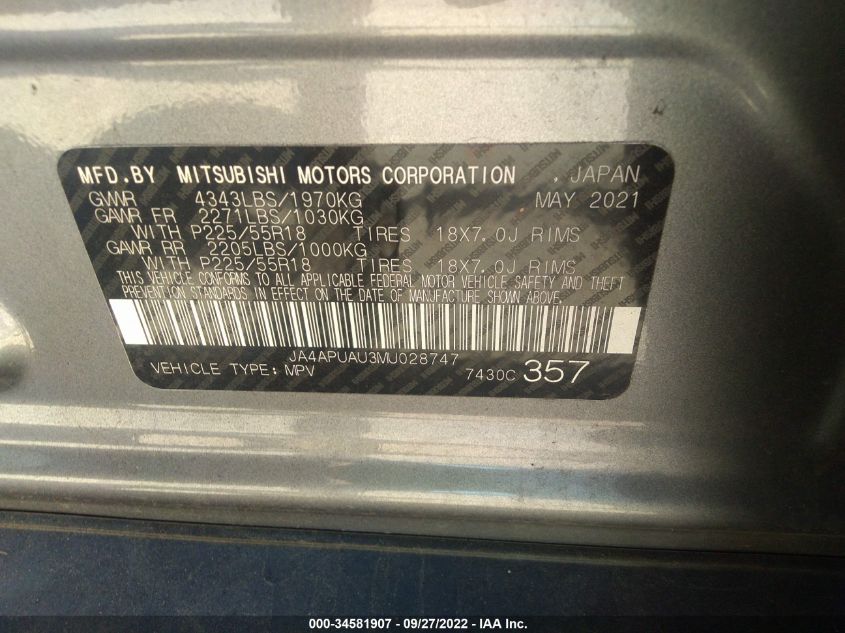 MFD.BY MITSUBISHI MOTORS CORPORATION , JAPAN
GVWR 4343LBS/1970KG MAY 2021
GAWR FR 2271LBS/1030KG
WITH P225/55R18 TIRES 18X7.0J RIMS
GAWR RR 2205LBS/1000KG
WITH P225/55R18 TIRES 18X7.0J RIMS
THIS VEHICLE CONFORMS TO ALL APPLICABLE FEDERAL MOTOR VEHICLE SAFETY AND THEFT
PREVENTION STANDARDS IN EFFECT ON THE DATE OF MANUFACTURE SHOWN ABOVE.
JA4APUAU3MU028747
VEHICLE TYPE: MPV 7430C 357
000-34581907 - 09/27/2022 - IAA Inc.